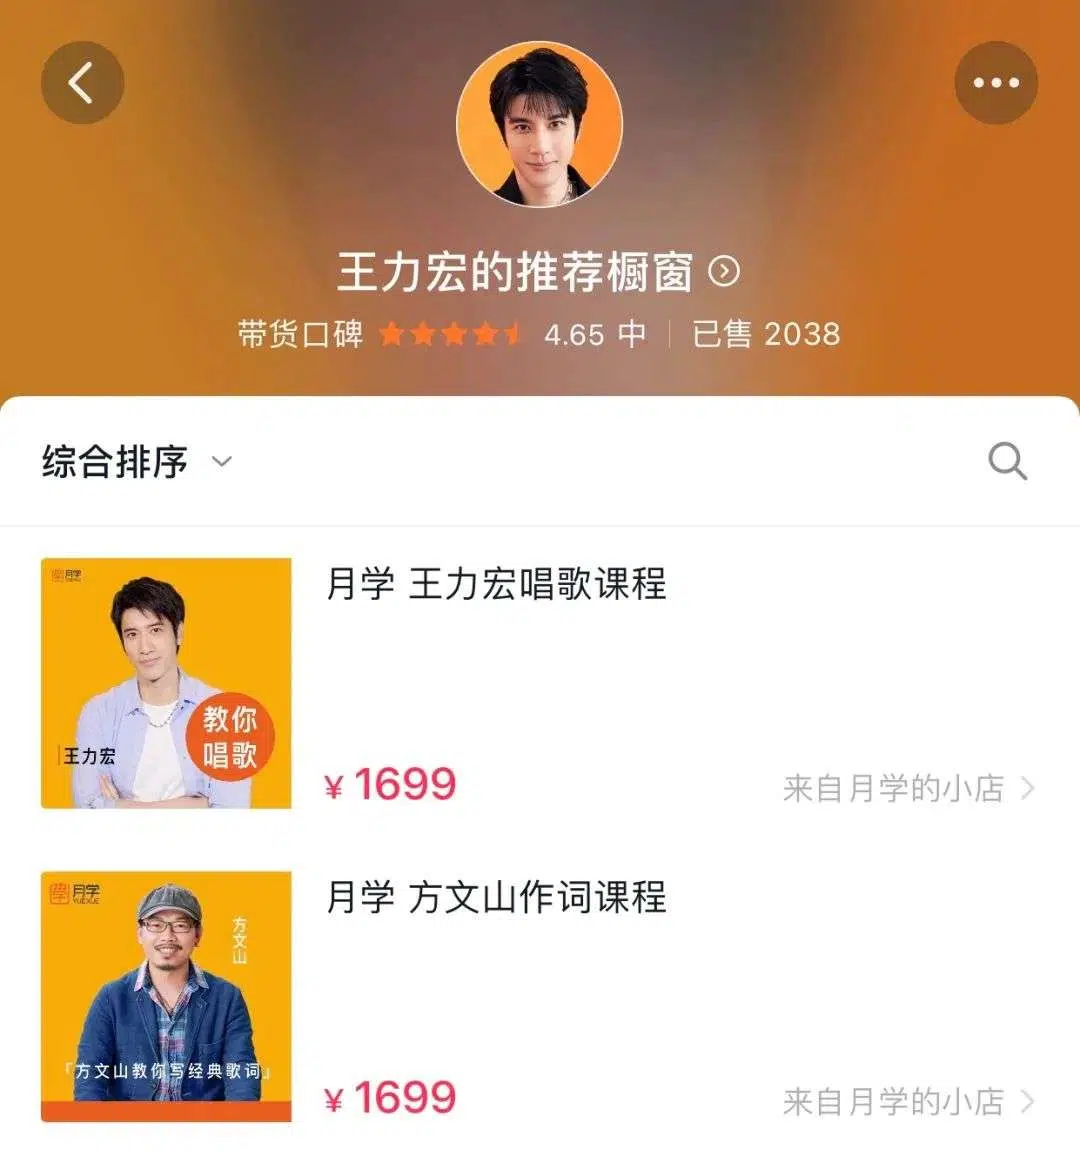 王力宏的推荐橱窗
带货口碑 4.65 中 已售 2038
综合排序
月学
王力宏
教你
唱歌
月学 王力宏唱歌课程
¥ 1699
来自月学的小店
月学
YUEXUE
方文山
「方文山教你写经典歌词」
月学 方文山作词课程
¥ 1699
来自月学的小店